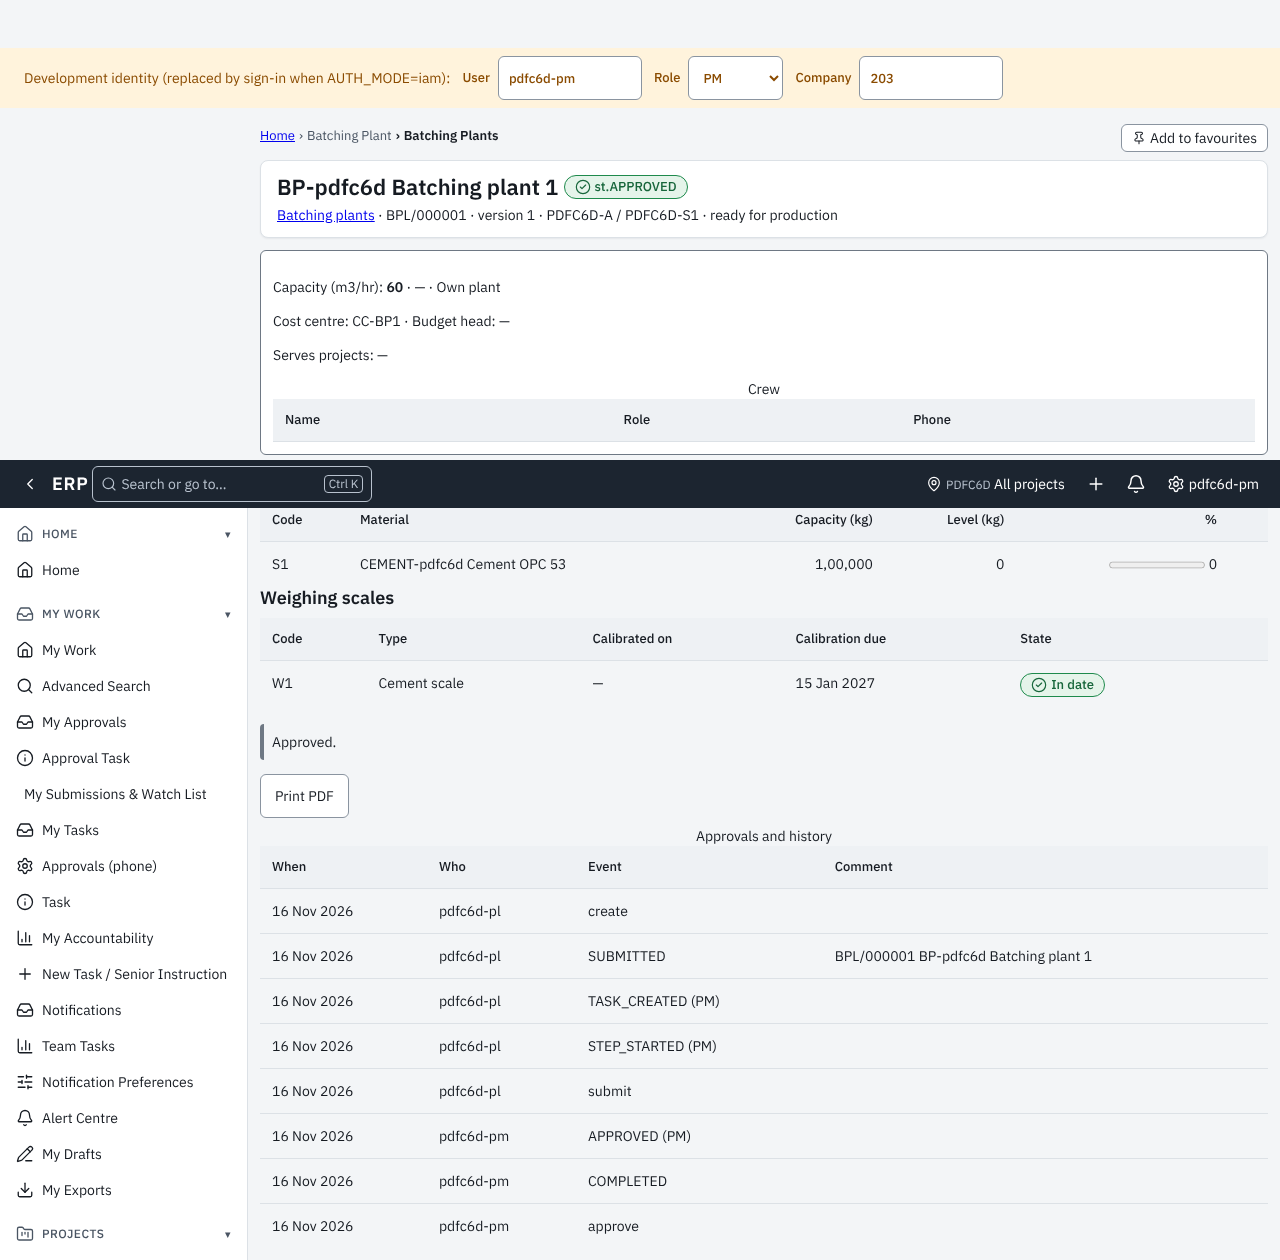 Development identity (replaced by sign-in when AUTH_MODE=iam): User pdfc6d-pm Role PM Company 203
Home › Batching Plant › Batching Plants
Add to favourites
BP-pdfc6d Batching plant 1 st.APPROVED
Batching plants · BPL/000001 · version 1 · PDFC6D-A / PDFC6D-S1 · ready for production
Capacity (m3/hr): 60 · — · Own plant
Cost centre: CC-BP1 · Budget head: —
Serves projects: —
Crew
Name Role Phone
ERP Search or go to... Ctrl K PDFC6D All projects pdfc6d-pm
HOME
Home
MY WORK
My Work
Advanced Search
My Approvals
Approval Task
My Submissions & Watch List
My Tasks
Approvals (phone)
Task
My Accountability
New Task / Senior Instruction
Notifications
Team Tasks
Notification Preferences
Alert Centre
My Drafts
My Exports
PROJECTS
Code Material Capacity (kg) Level (kg) %
S1 CEMENT-pdfc6d Cement OPC 53 1,00,000 0 0
Weighing scales
Code Type Calibrated on Calibration due State
W1 Cement scale — 15 Jan 2027 In date
Approved.
Print PDF
Approvals and history
When Who Event Comment
16 Nov 2026 pdfc6d-pl create
16 Nov 2026 pdfc6d-pl SUBMITTED BPL/000001 BP-pdfc6d Batching plant 1
16 Nov 2026 pdfc6d-pl TASK_CREATED (PM)
16 Nov 2026 pdfc6d-pl STEP_STARTED (PM)
16 Nov 2026 pdfc6d-pl submit
16 Nov 2026 pdfc6d-pm APPROVED (PM)
16 Nov 2026 pdfc6d-pm COMPLETED
16 Nov 2026 pdfc6d-pm approve